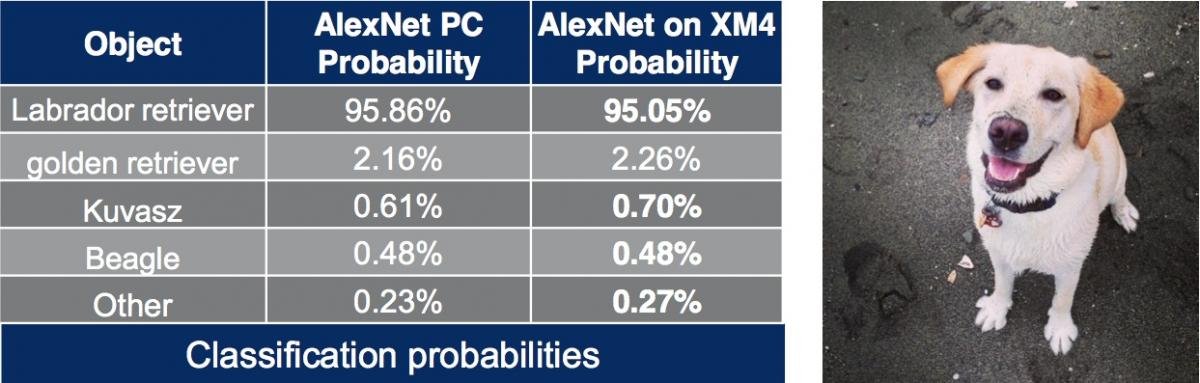 Object
AlexNet PC
Probability
AlexNet on XM4
Probability
Labrador retriever 95.86% 95.05%
golden retriever 2.16% 2.26%
Kuvasz 0.61% 0.70%
Beagle 0.48% 0.48%
Other 0.23% 0.27%
Classification probabilities